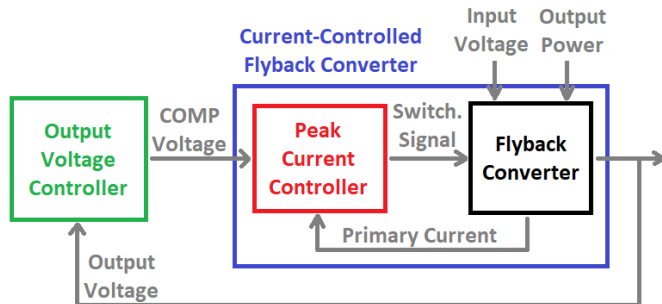 Current-Controlled
Flyback Converter
Input
Voltage
Output
Power
Output
Voltage
Controller
COMP
Voltage
Peak
Current
Controller
Switch.
Signal
Flyback
Converter
Primary Current
Output
Voltage